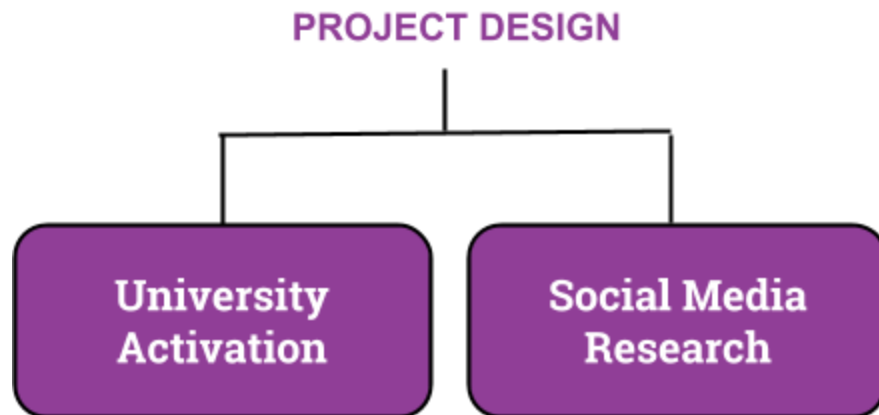 PROJECT DESIGN
University
Activation
Social Media
Research